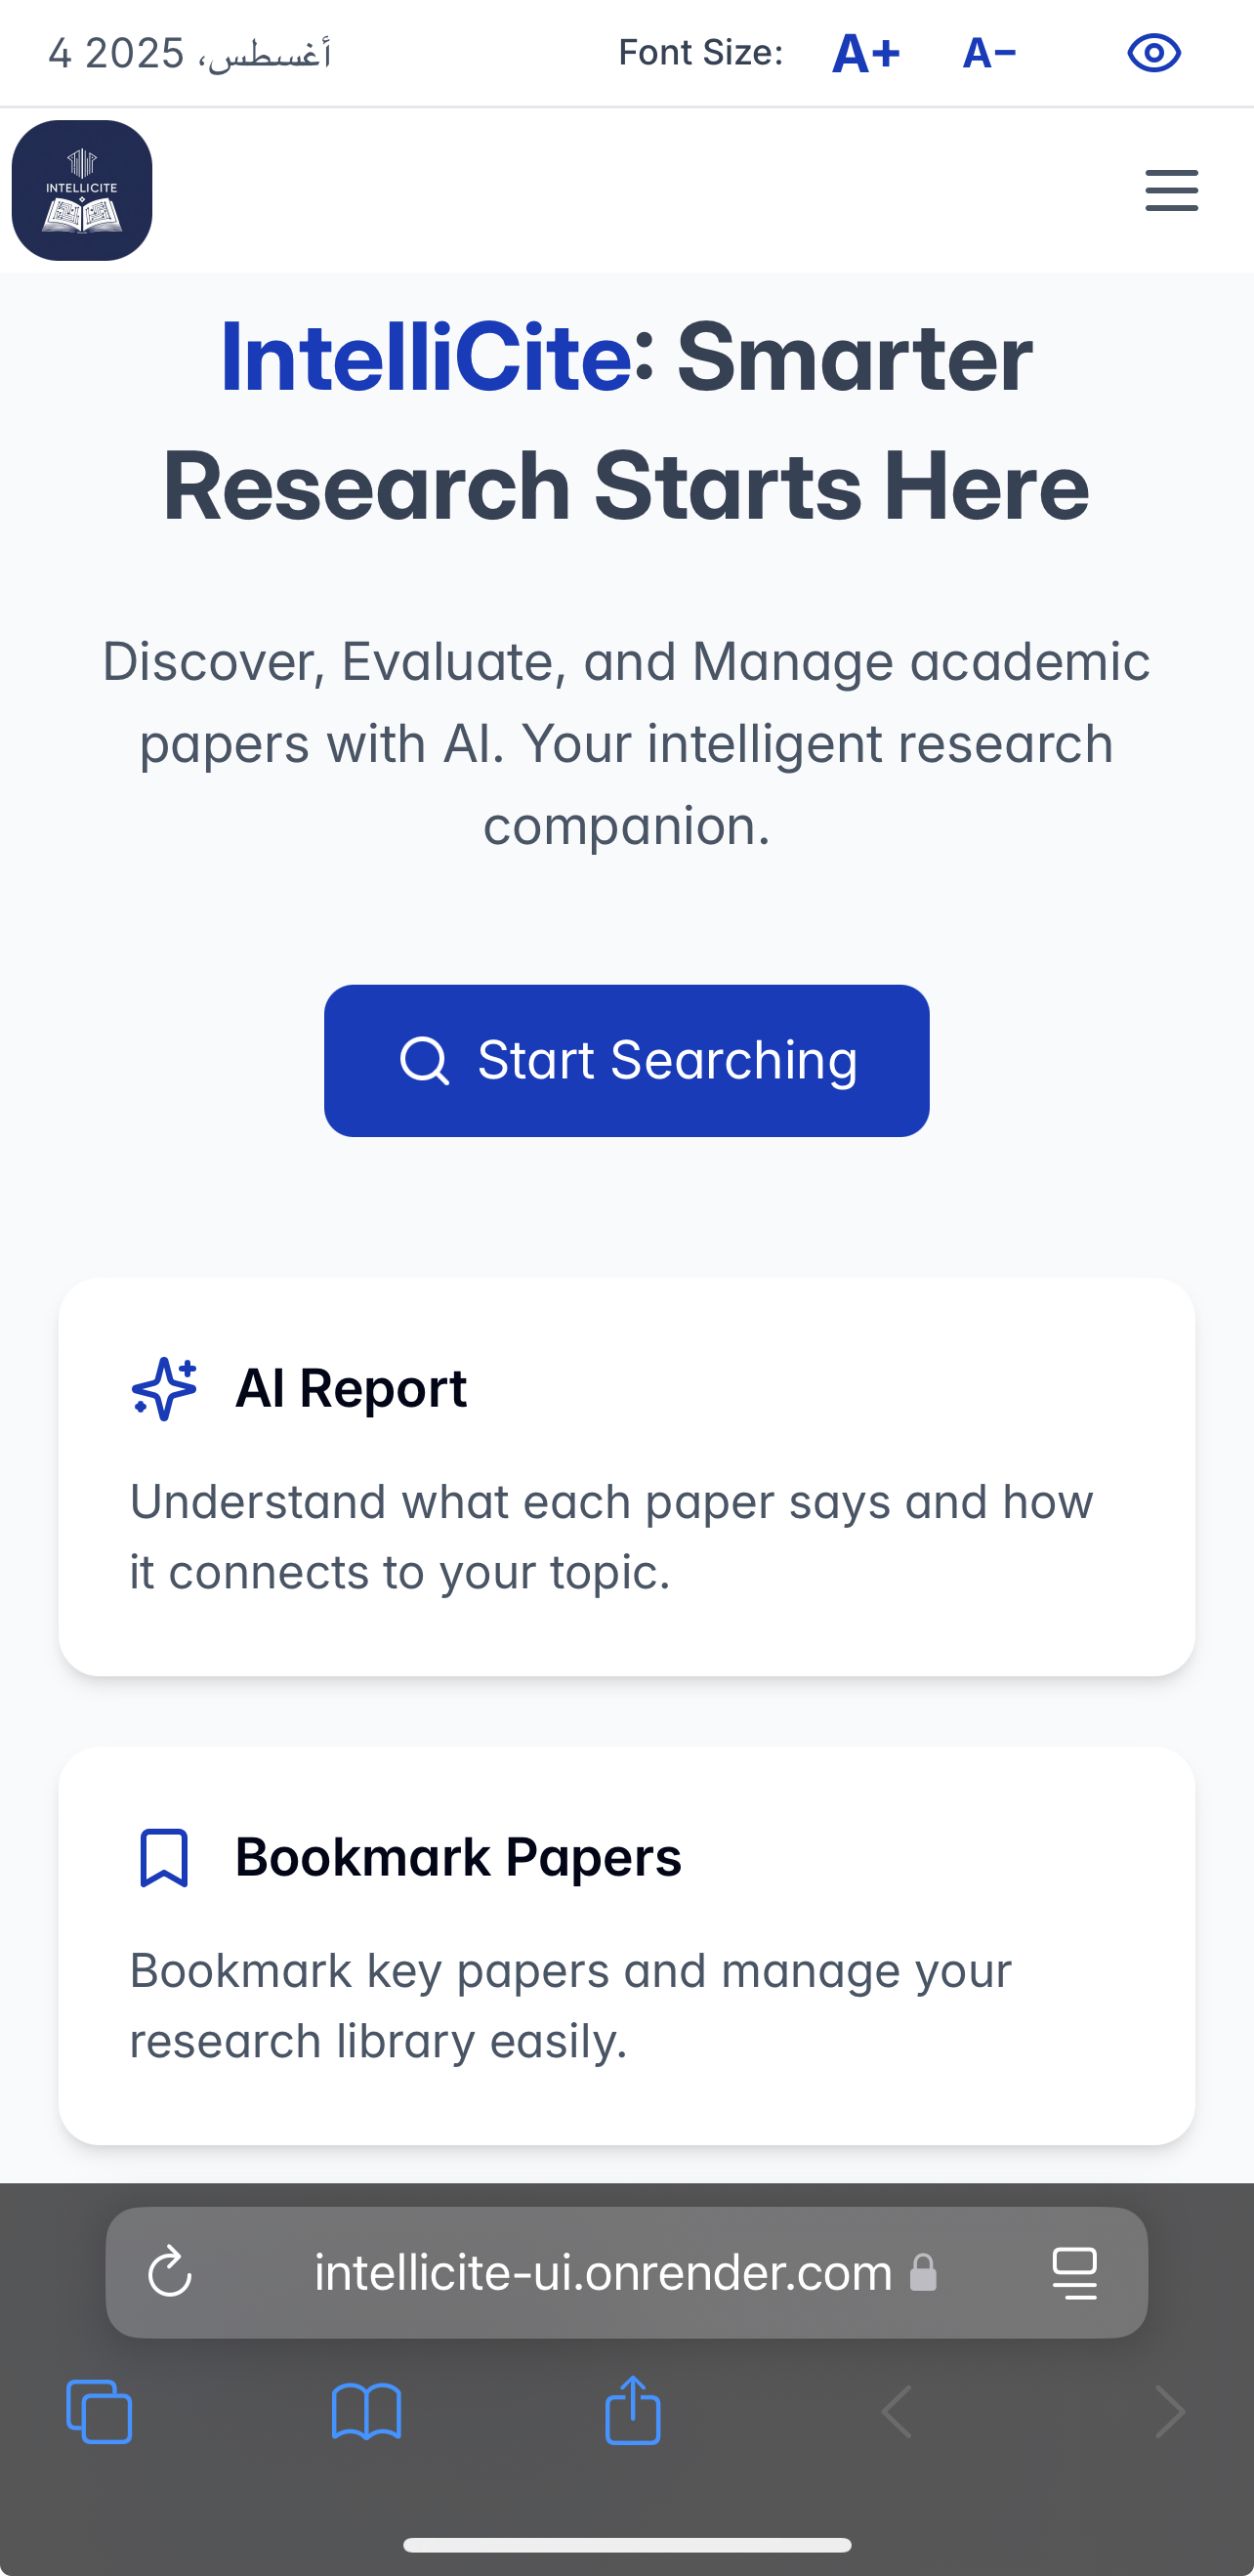 4 أغسطس، 2025
Font Size: A+ A−
INTELLICITE
IntelliCite: Smarter
Research Starts Here
Discover, Evaluate, and Manage academic
papers with AI. Your intelligent research
companion.
Start Searching
AI Report
Understand what each paper says and how
it connects to your topic.
Bookmark Papers
Bookmark key papers and manage your
research library easily.
intellicite-ui.onrender.com